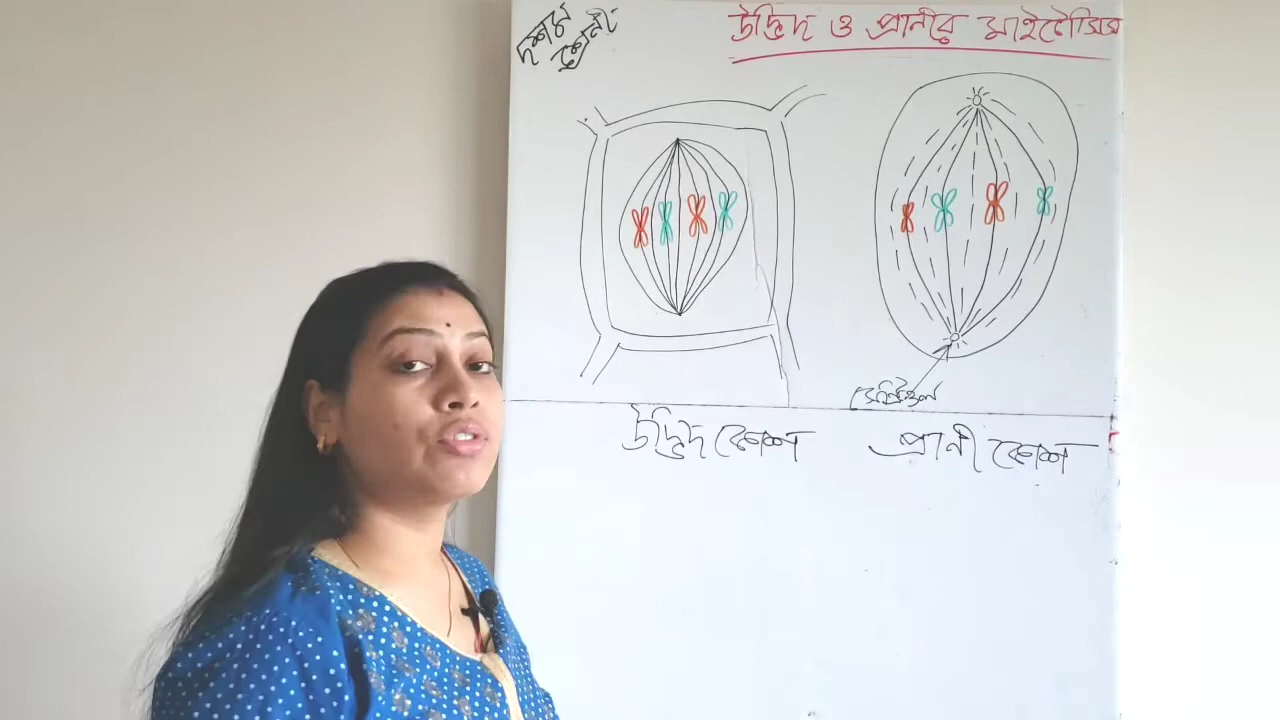 দশম
শ্রেণী
উদ্ভিদ ও প্রানীর মাইটোসিস
সেন্ট্রিওল
উদ্ভিদ কোশ
প্রানী কোশ